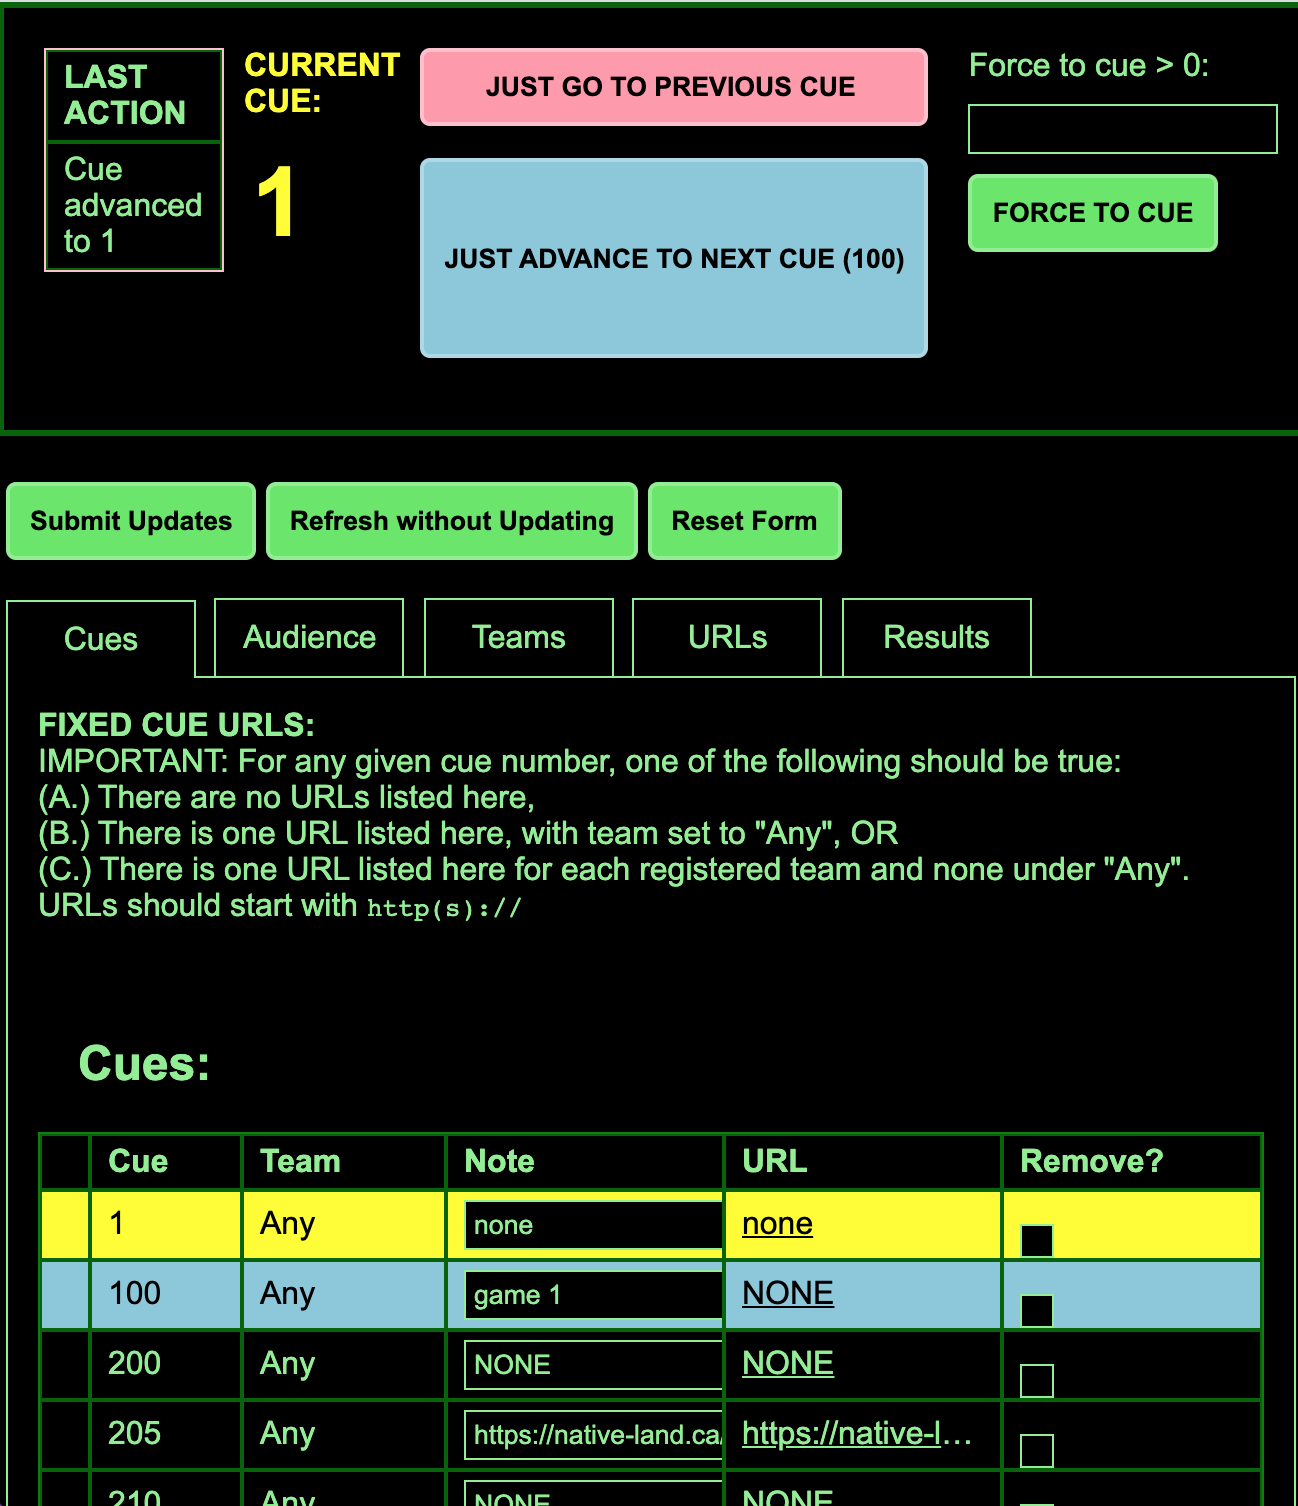 LAST
ACTION
Cue
advanced
to 1
CURRENT
CUE:
1
JUST GO TO PREVIOUS CUE
JUST ADVANCE TO NEXT CUE (100)
Force to cue > 0:
FORCE TO CUE
Submit Updates Refresh without Updating Reset Form
Cues Audience Teams URLs Results
FIXED CUE URLS:
IMPORTANT: For any given cue number, one of the following should be true:
(A.) There are no URLs listed here,
(B.) There is one URL listed here, with team set to "Any", OR
(C.) There is one URL listed here for each registered team and none under "Any".
URLs should start with http(s)://
Cues:
Cue Team Note URL Remove?
1 Any none none
100 Any game 1 NONE
200 Any NONE NONE
205 Any https://native-land.ca/ https://native-l...
210 Any NONE NONE